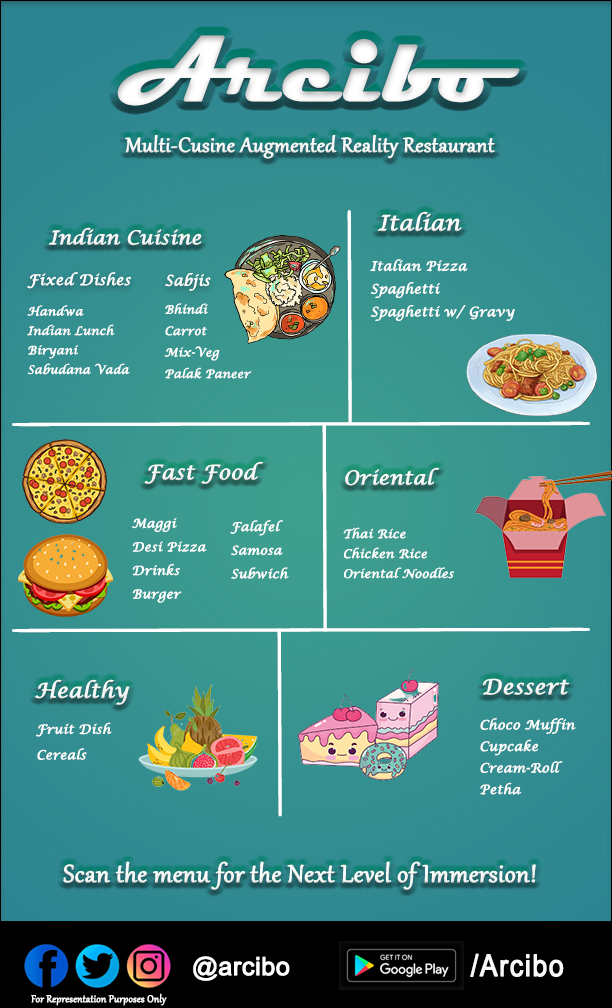 Arcibo
Multi-Cusine Augmented Reality Restaurant
Indian Cuisine
Fixed Dishes
Handwa
Indian Lunch
Biryani
Sabudana Vada
Sabjis
Bhindi
Carrot
Mix-Veg
Palak Paneer
Italian
Italian Pizza
Spaghetti
Spaghetti w/ Gravy
Fast Food
Maggi
Desi Pizza
Drinks
Burger
Falafel
Samosa
Subwich
Oriental
Thai Rice
Chicken Rice
Oriental Noodles
Healthy
Fruit Dish
Cereals
Dessert
Choco Muffin
Cupcake
Cream-Roll
Petha
Scan the menu for the Next Level of Immersion!
@arcibo
GET IT ON
Google Play
/Arcibo
For Representation Purposes Only